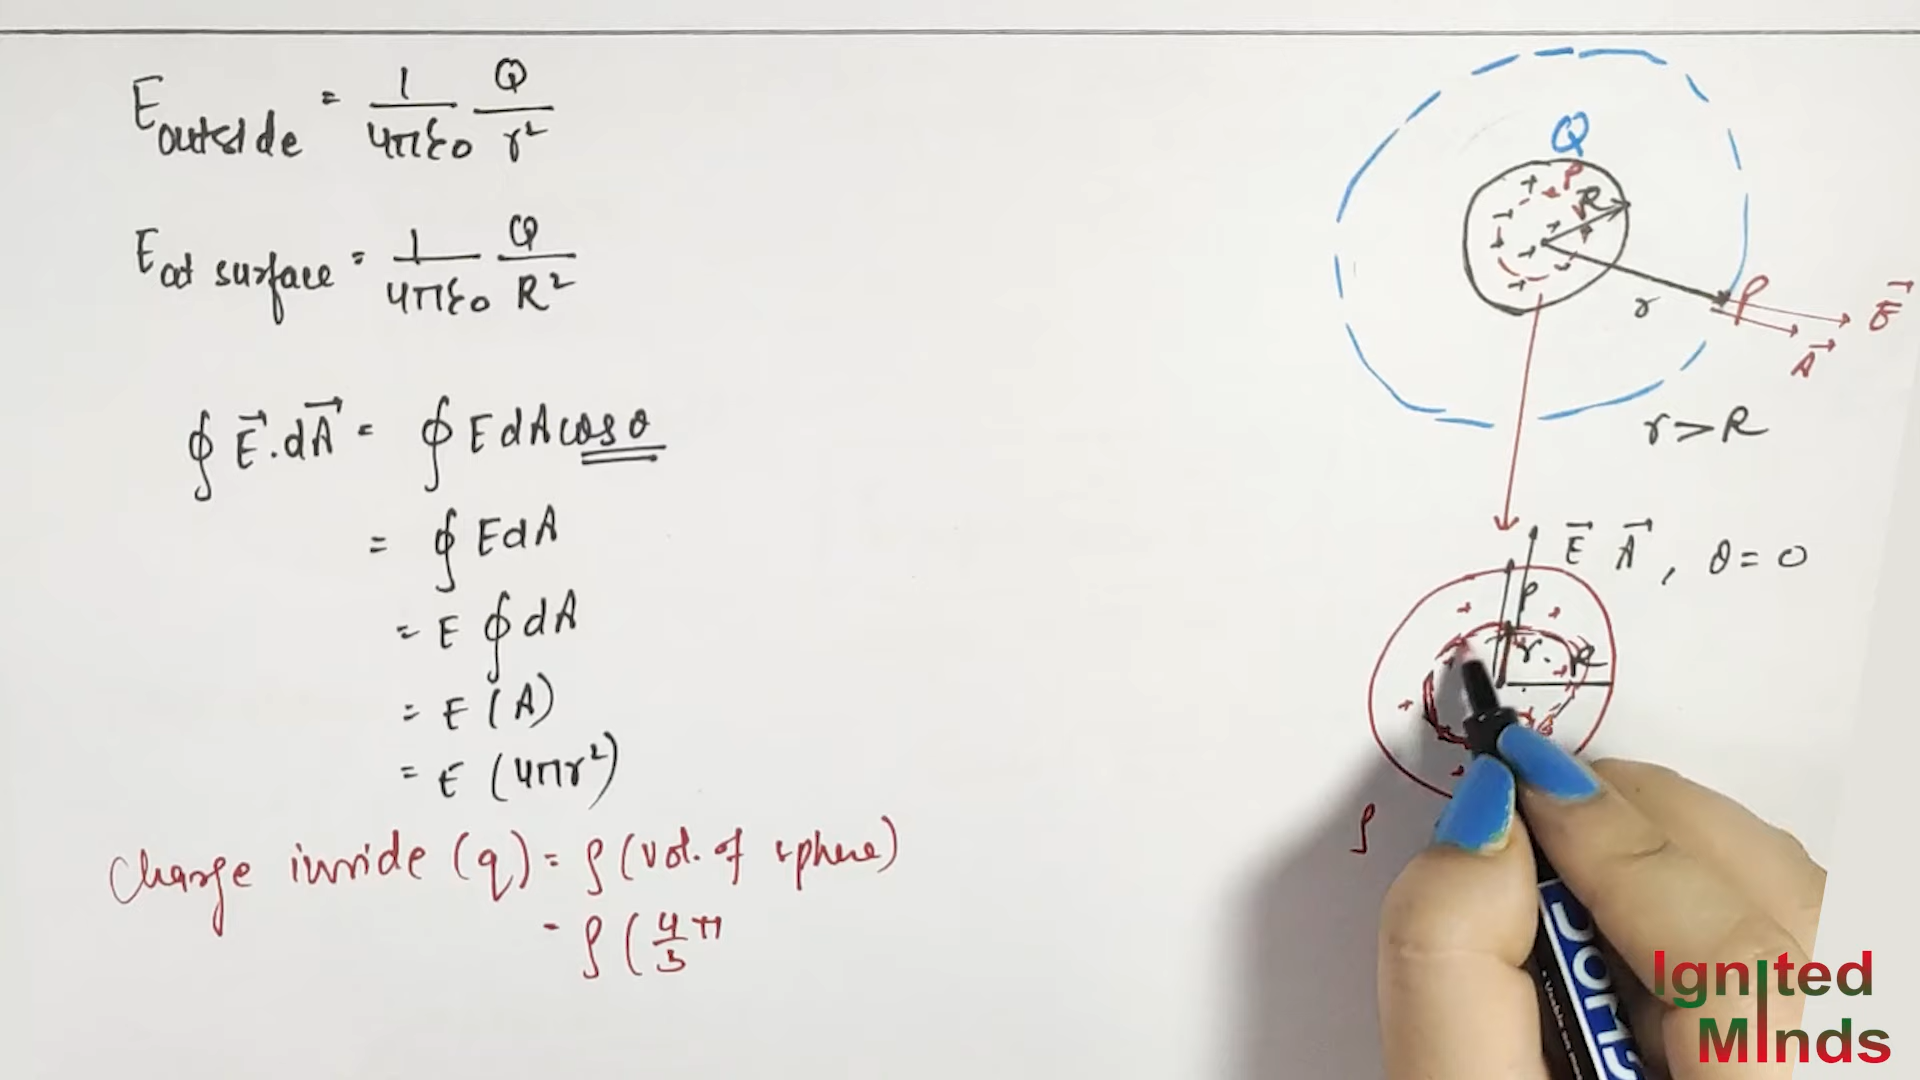 E outside = 1/4πε0 Q/r²
E at surface = 1/4πε0 Q/R²
∮ E⃗.dA⃗ = ∮ E dA cos θ
= ∮ E dA
= E ∮ dA
= E (A)
= E (4πr²)
Charge inside (q) = ρ (vol. of sphere)
= ρ (4/3 π
Q
R
r
P
E⃗
A⃗
r > R
E⃗ A⃗ , θ = 0
P
r
R
ρ
DOMS
Ignited
Minds